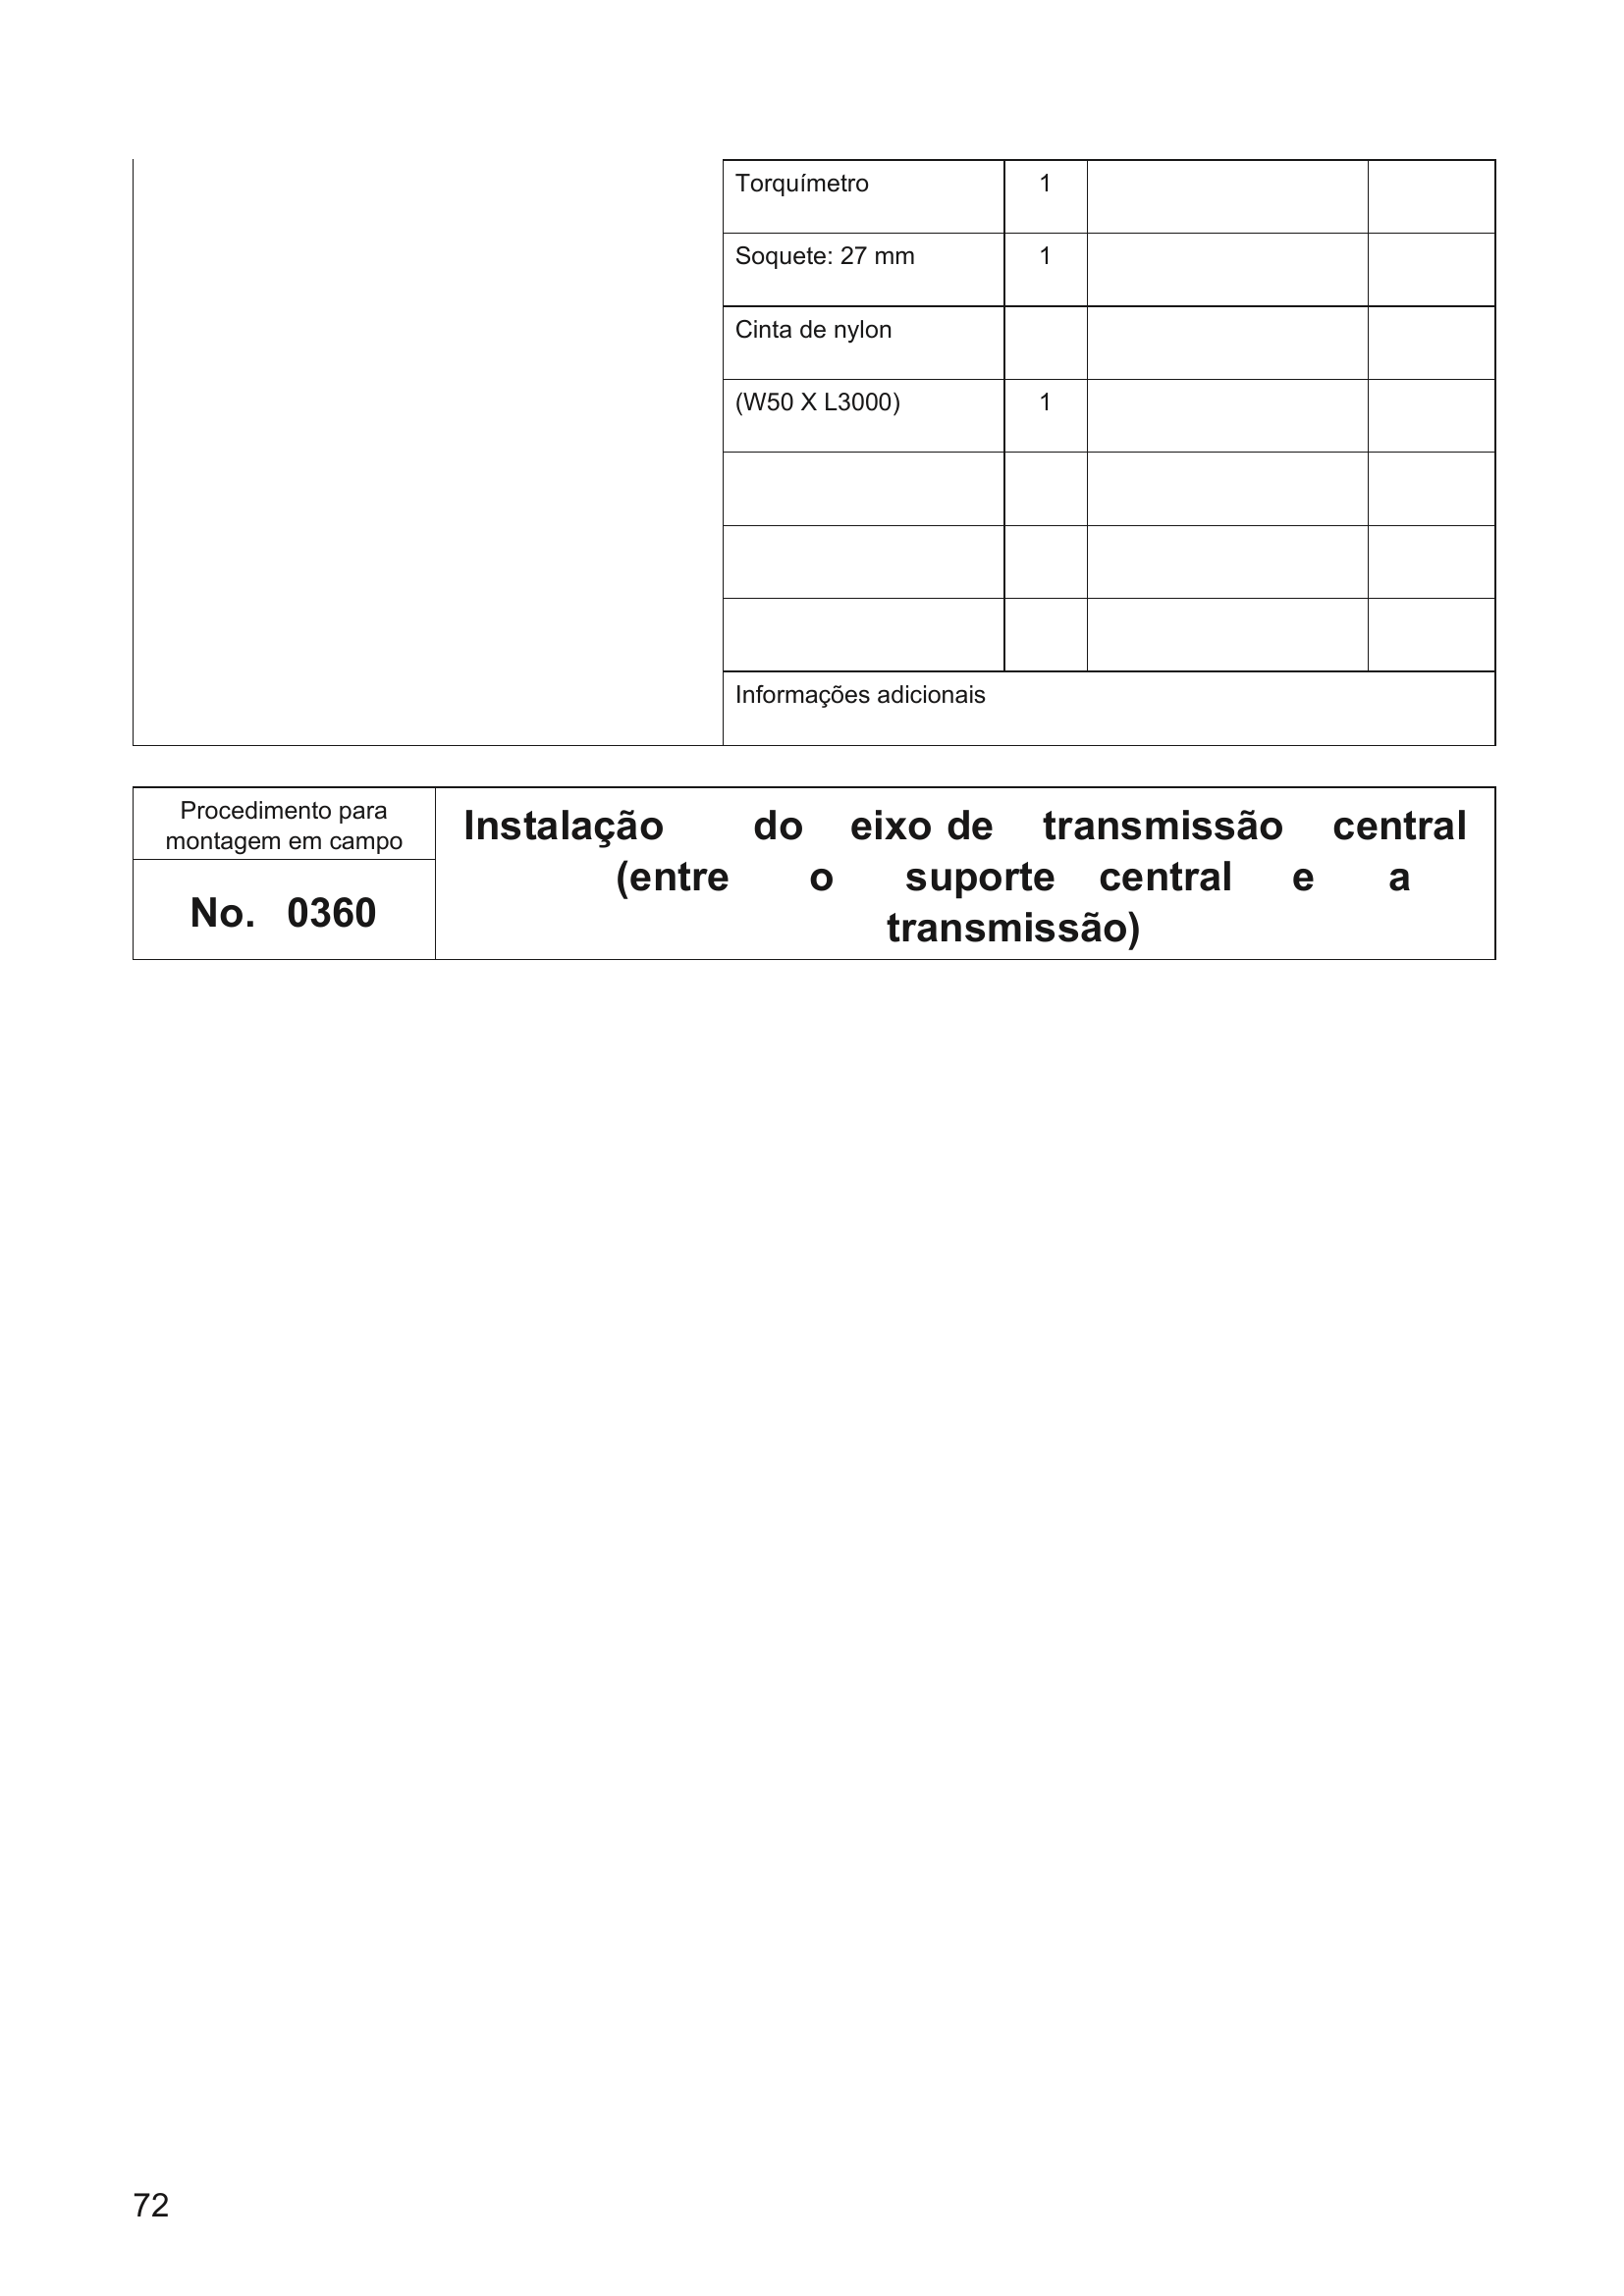 Torquímetro 1
Soquete: 27 mm 1
Cinta de nylon
(W50 X L3000) 1
Informações adicionais
Procedimento para
montagem em campo
No. 0360
Instalação do eixo de transmissão central
(entre o suporte central e a
transmissão)
72